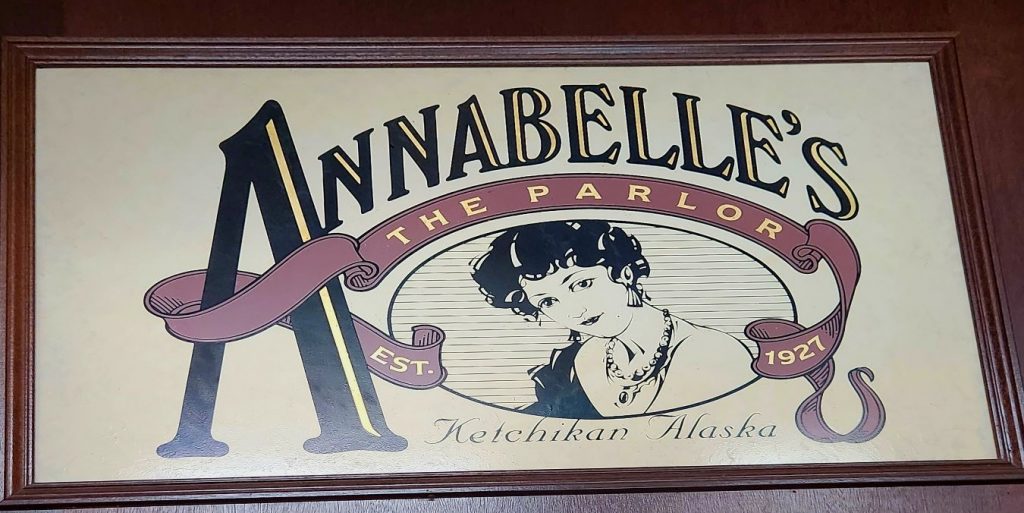 ANNABELLE'S
THE PARLOR
EST. 1927
Ketchikan Alaska